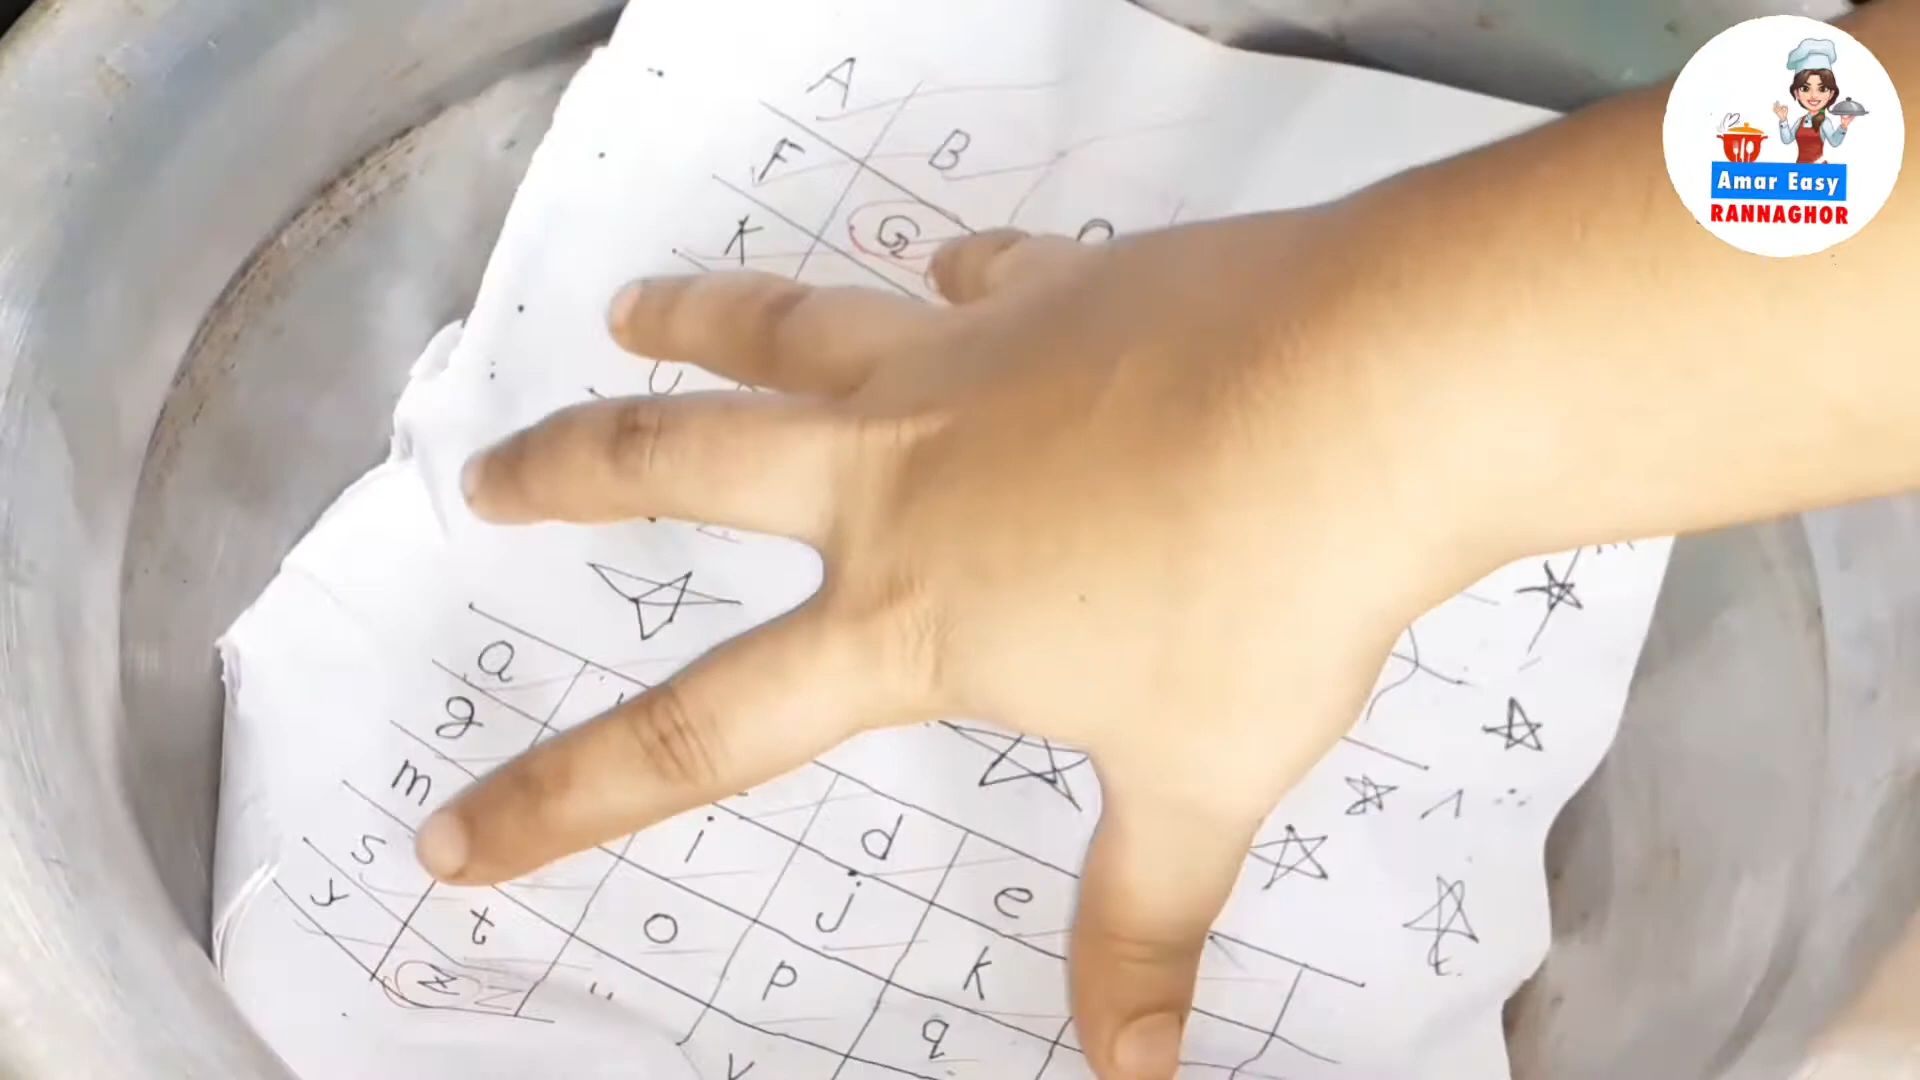 A B
F G
K
U
a
g
m i d
s o j e
y t p k
z q
v
Amar Easy
RANNAGHOR